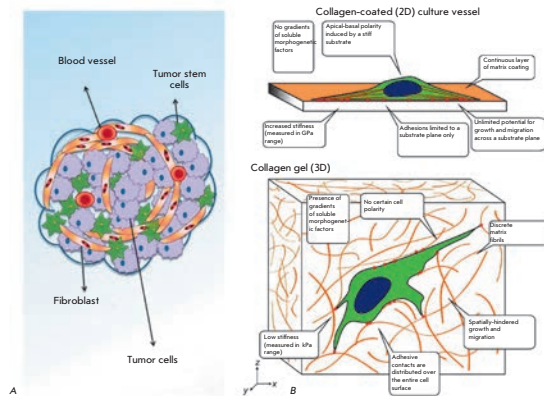 Blood vessel
Tumor stem
cells
Fibroblast
Tumor cells
A
Collagen-coated (2D) culture vessel
No gradients
of soluble
morphogenetic
factors
Apical-basal polarity
induced by a stiff
substrate
Continuous layer
of matrix coating
Increased stiffness
(measured in GPa
range)
Adhesions limited to a
substrate plane only
Unlimited potential for
growth and migration
across a substrate plane
Collagen gel (3D)
Presence of
gradients
of soluble
morphogenet-
ic factors
No certain cell
polarity
Discrete
matrix
fibrils
Low stiffness
(measured in kPa
range)
Adhesive
contacts are
distributed over
the entire cell
surface
Spatially-hindered
growth and
migration
z
y
x
B